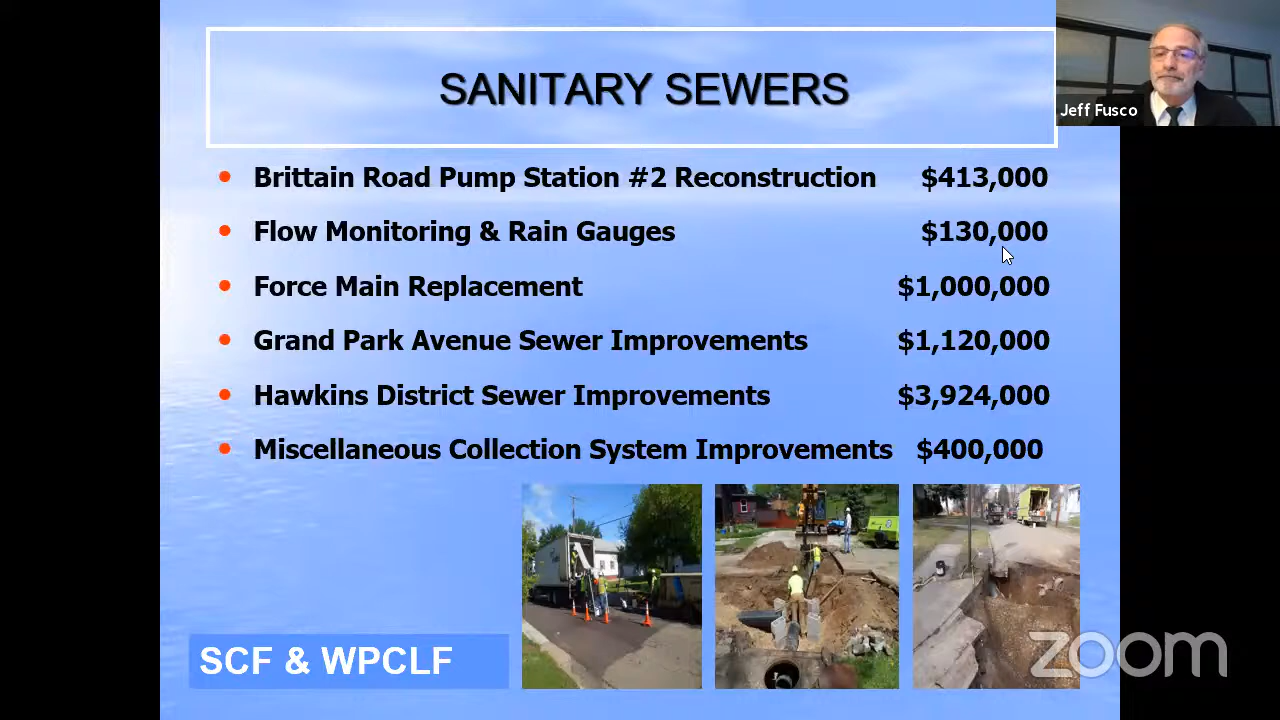 SANITARY SEWERS
Jeff Fusco
• Brittain Road Pump Station #2 Reconstruction $413,000
• Flow Monitoring & Rain Gauges $130,000
• Force Main Replacement $1,000,000
• Grand Park Avenue Sewer Improvements $1,120,000
• Hawkins District Sewer Improvements $3,924,000
• Miscellaneous Collection System Improvements $400,000
SCF & WPCLF
zoom